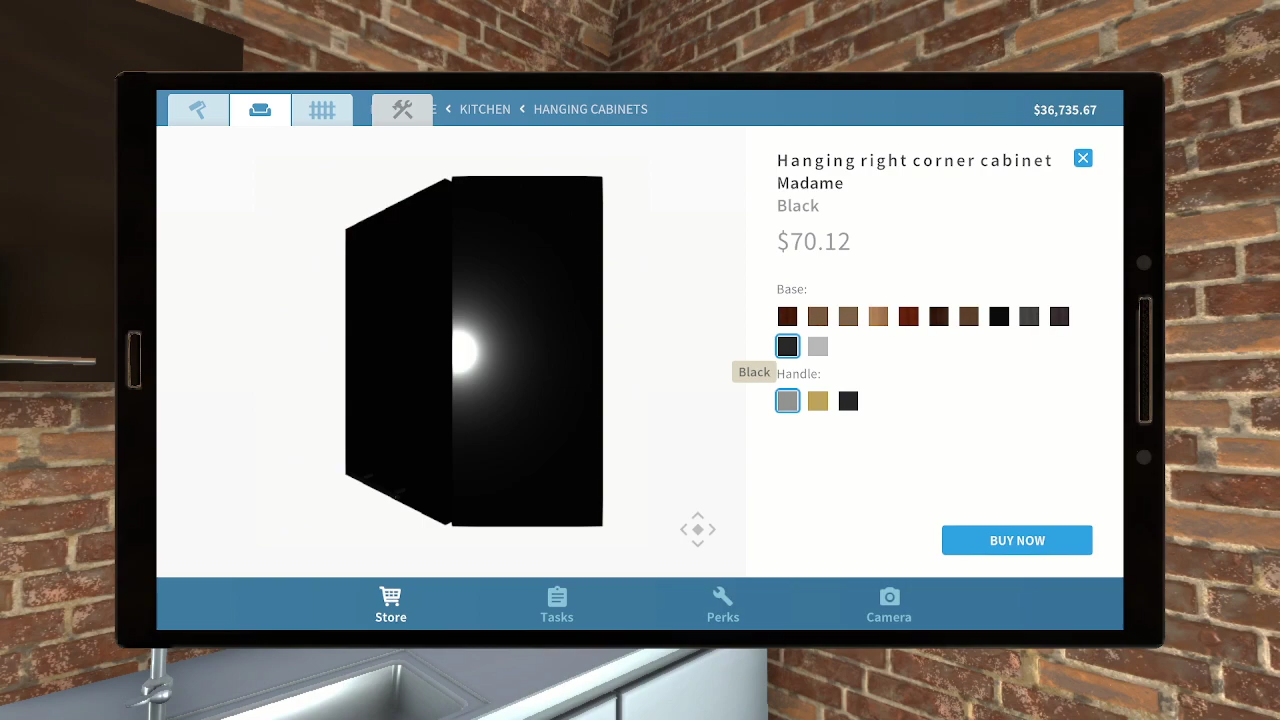 E < KITCHEN < HANGING CABINETS
$36,735.67
Hanging right corner cabinet
Madame
Black
$70.12
Base:
Black
Handle:
BUY NOW
Store
Tasks
Perks
Camera